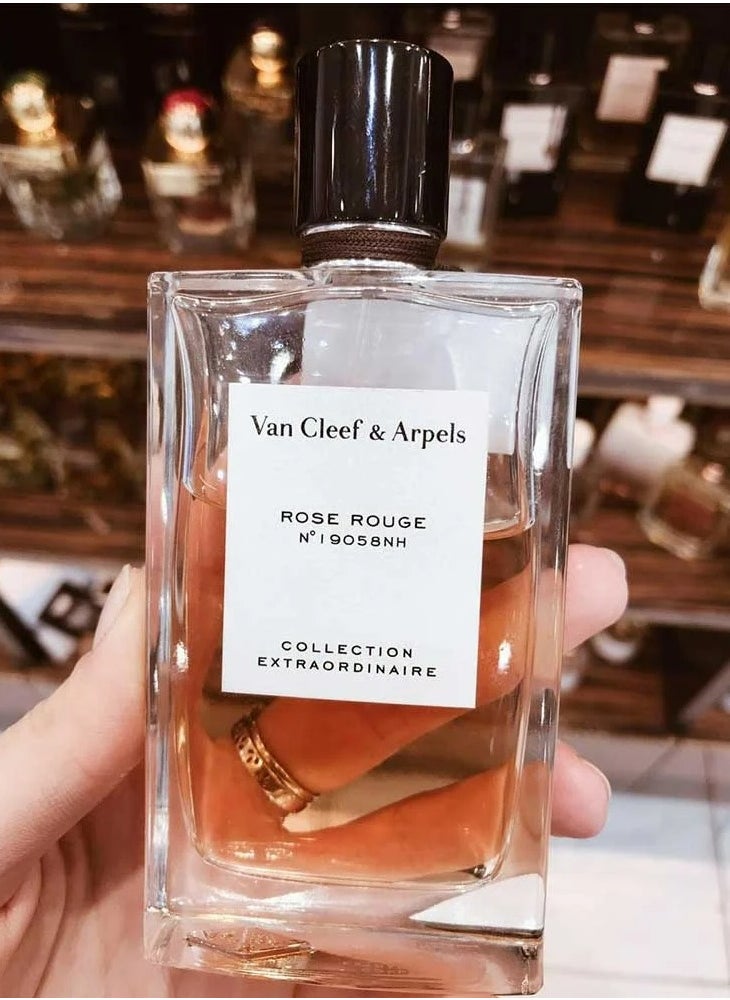 Van Cleef & Arpels
ROSE ROUGE
N°19058NH
COLLECTION
EXTRAORDINAIRE